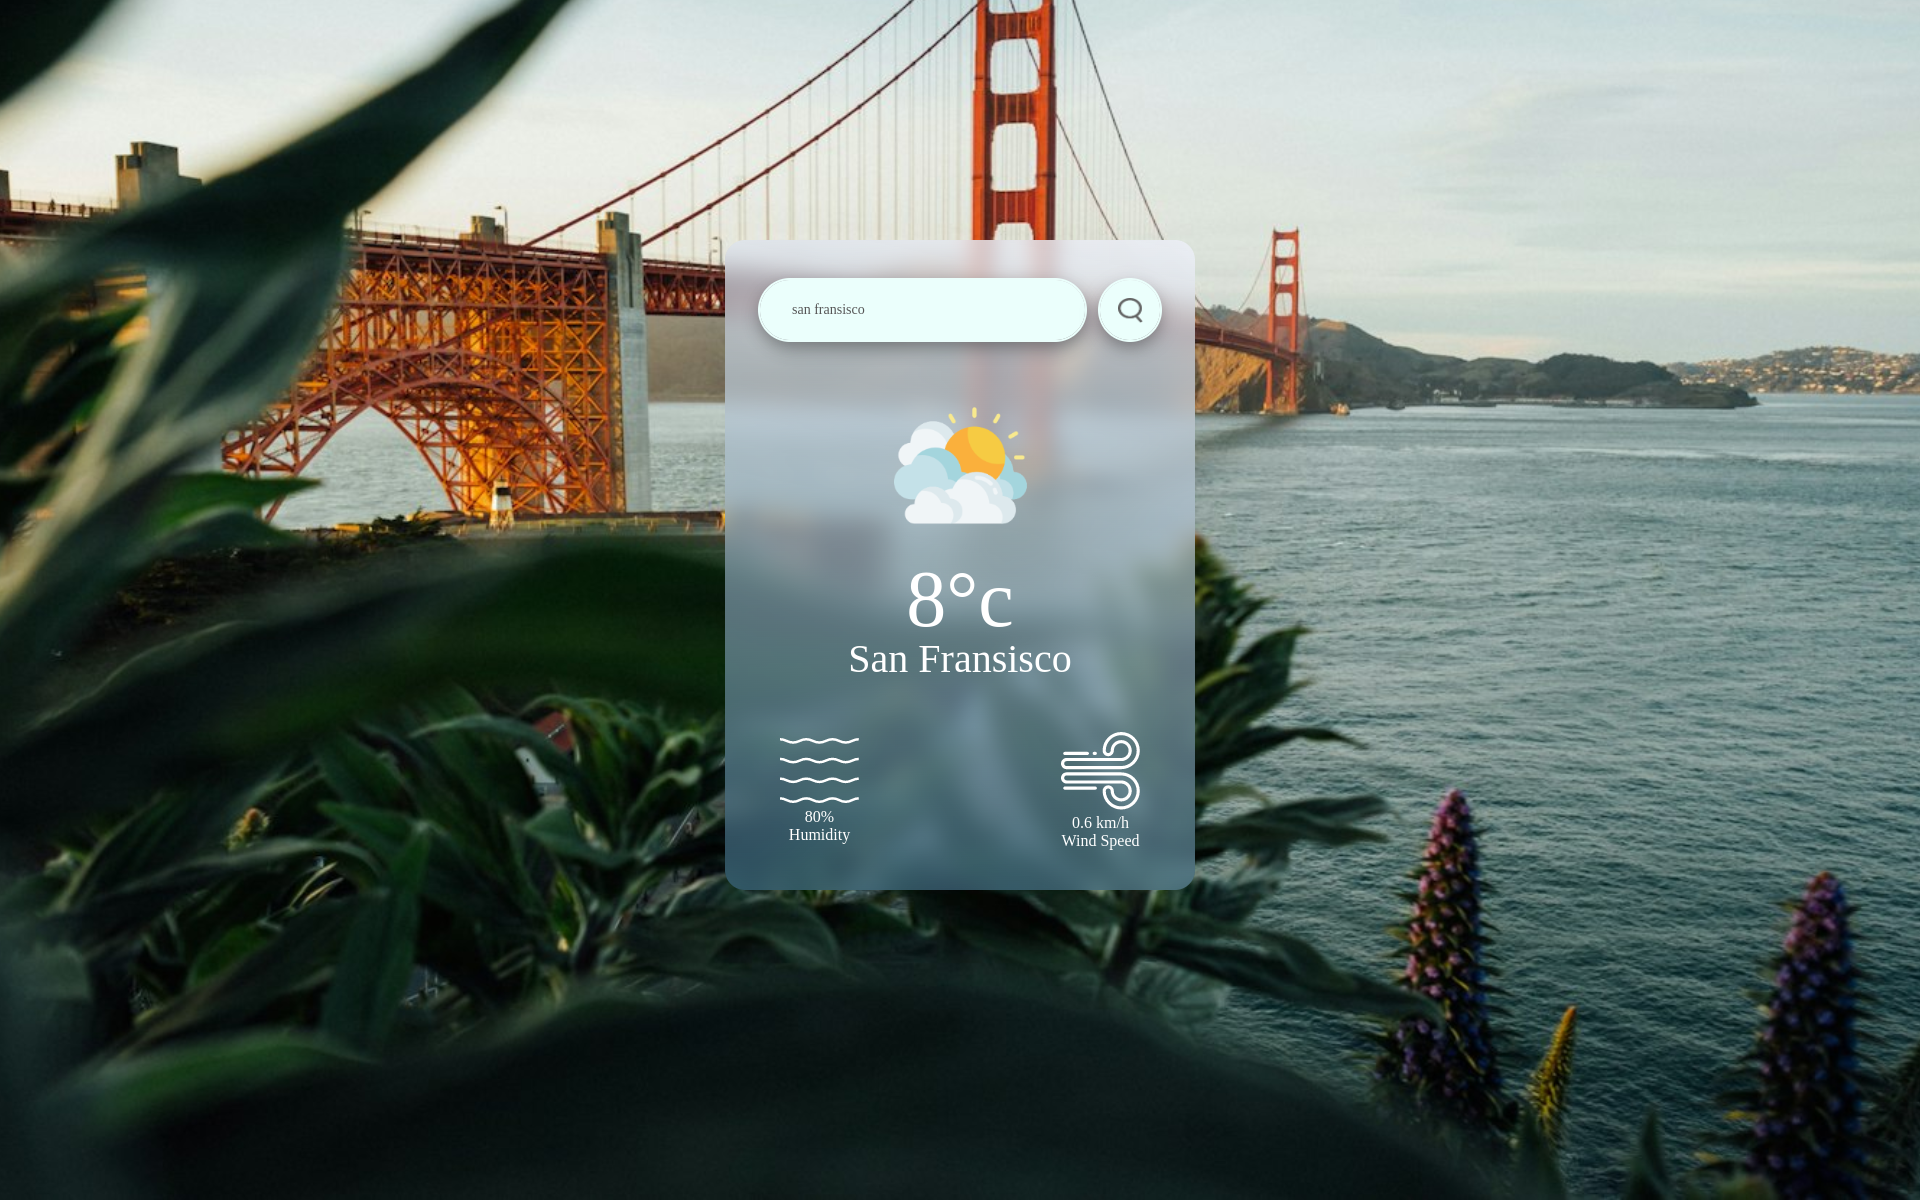 san fransisco
8°c
San Fransisco
80%
Humidity
0.6 km/h
Wind Speed